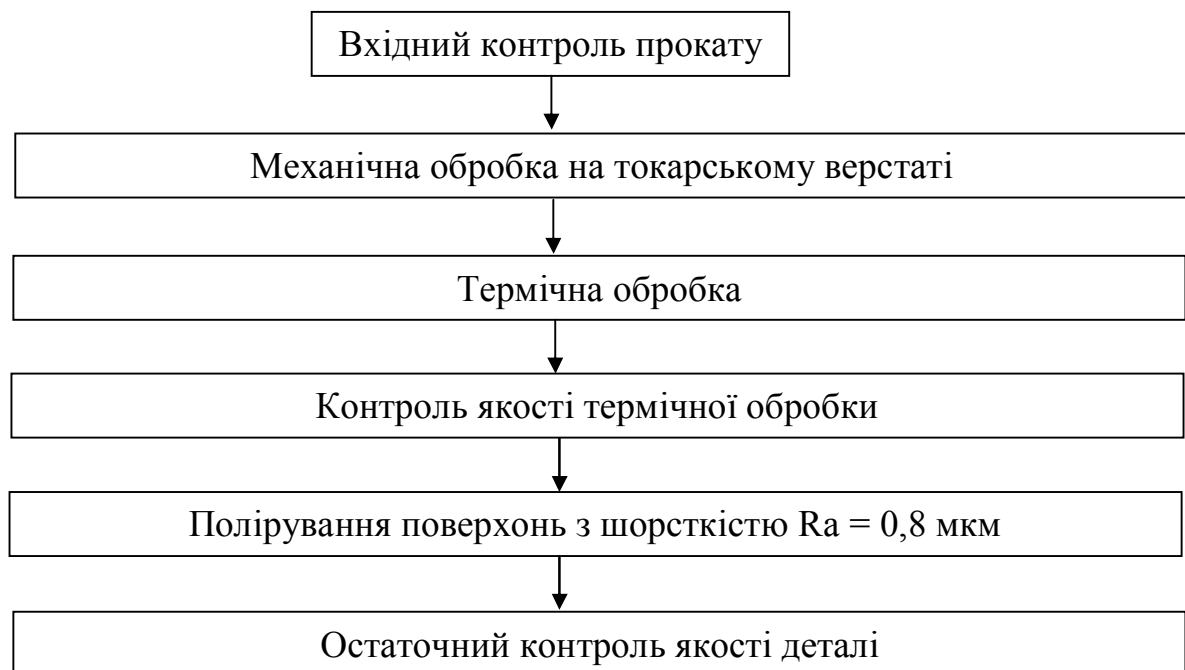 Вхідний контроль прокату
Механічна обробка на токарському верстаті
Термічна обробка
Контроль якості термічної обробки
Полірування поверхонь з шорсткістю Ra = 0,8 мкм
Остаточний контроль якості деталі